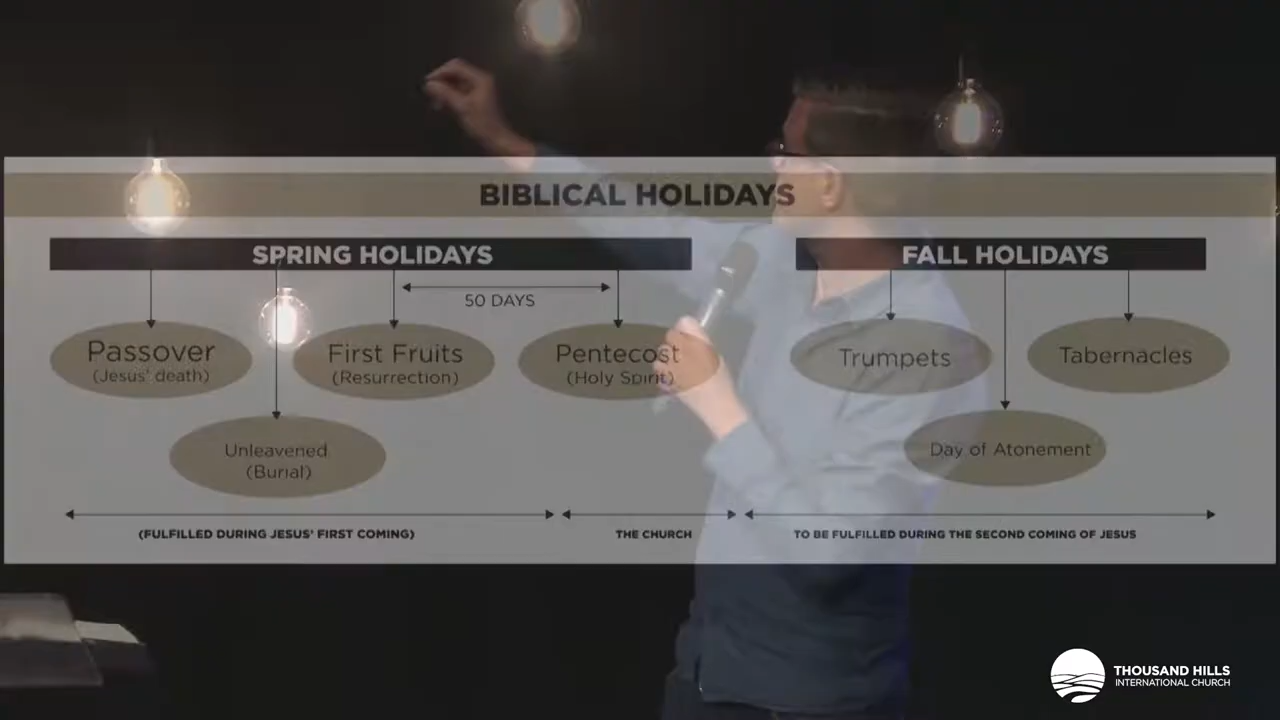 BIBLICAL HOLIDAYS
SPRING HOLIDAYS
FALL HOLIDAYS
50 DAYS
Passover
(Jesus' death)
First Fruits
(Resurrection)
Pentecost
(Holy Spirit)
Trumpets
Tabernacles
Unleavened
(Burial)
Day of Atonement
(FULFILLED DURING JESUS' FIRST COMING)
THE CHURCH
TO BE FULFILLED DURING THE SECOND COMING OF JESUS
THOUSAND HILLS
INTERNATIONAL CHURCH